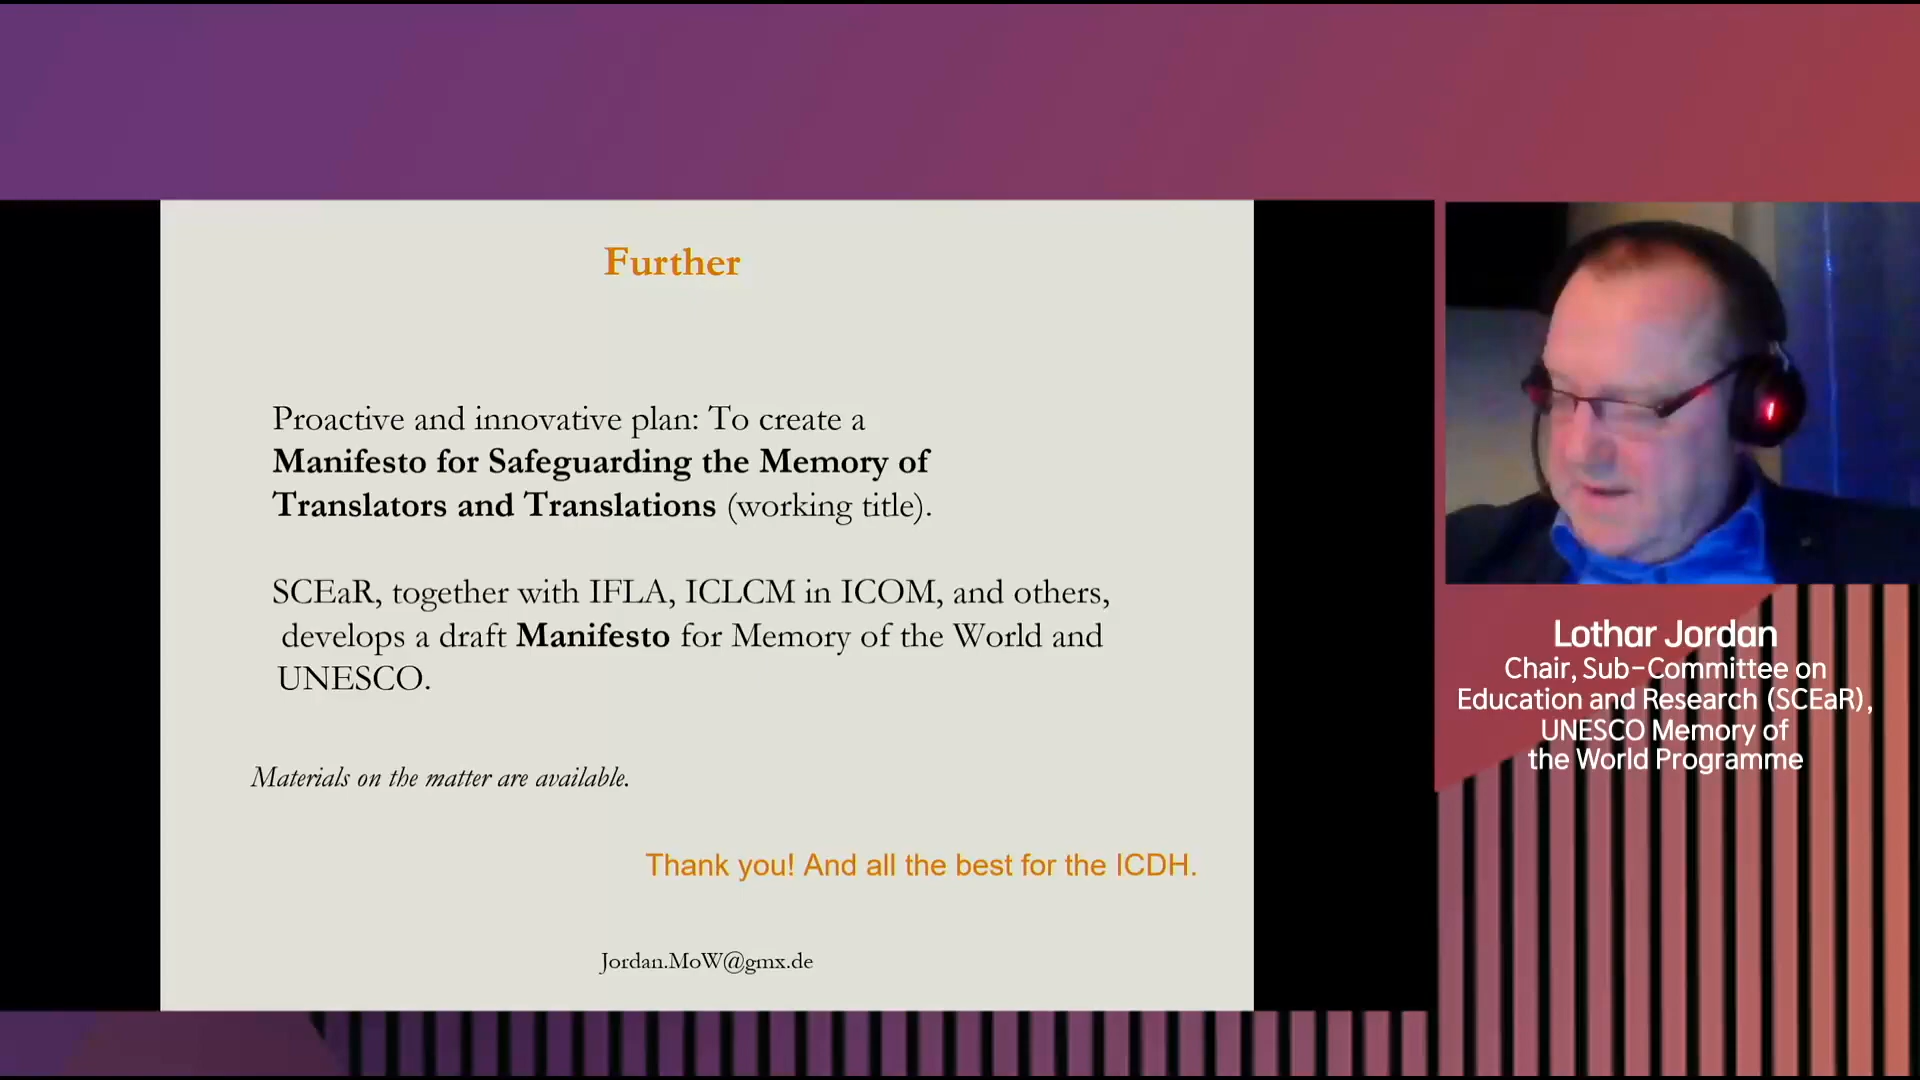 Further
Proactive and innovative plan: To create a
Manifesto for Safeguarding the Memory of
Translators and Translations (working title).
SCEaR, together with IFLA, ICLCM in ICOM, and others,
develops a draft Manifesto for Memory of the World and
UNESCO.
Materials on the matter are available.
Thank you! And all the best for the ICDH.
Jordan.MoW@gmx.de
Lothar Jordan
Chair, Sub-Committee on
Education and Research (SCEaR),
UNESCO Memory of
the World Programme